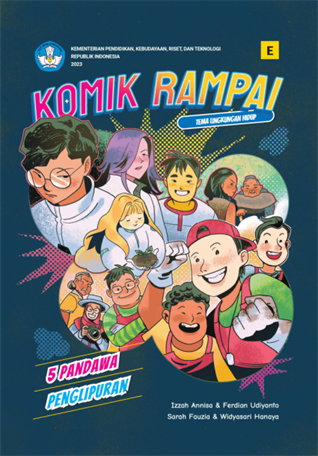 KEMENTERIAN PENDIDIKAN, KEBUDAYAAN, RISET, DAN TEKNOLOGI
REPUBLIK INDONESIA
2023
E
KOMIK RAMPAI
TEMA LINGKUNGAN HIDUP
5 PANDAWA
PENGLIPURAN
Izzah Annisa & Ferdian Udiyanto
Sarah Fauzia & Widyasari Hanaya